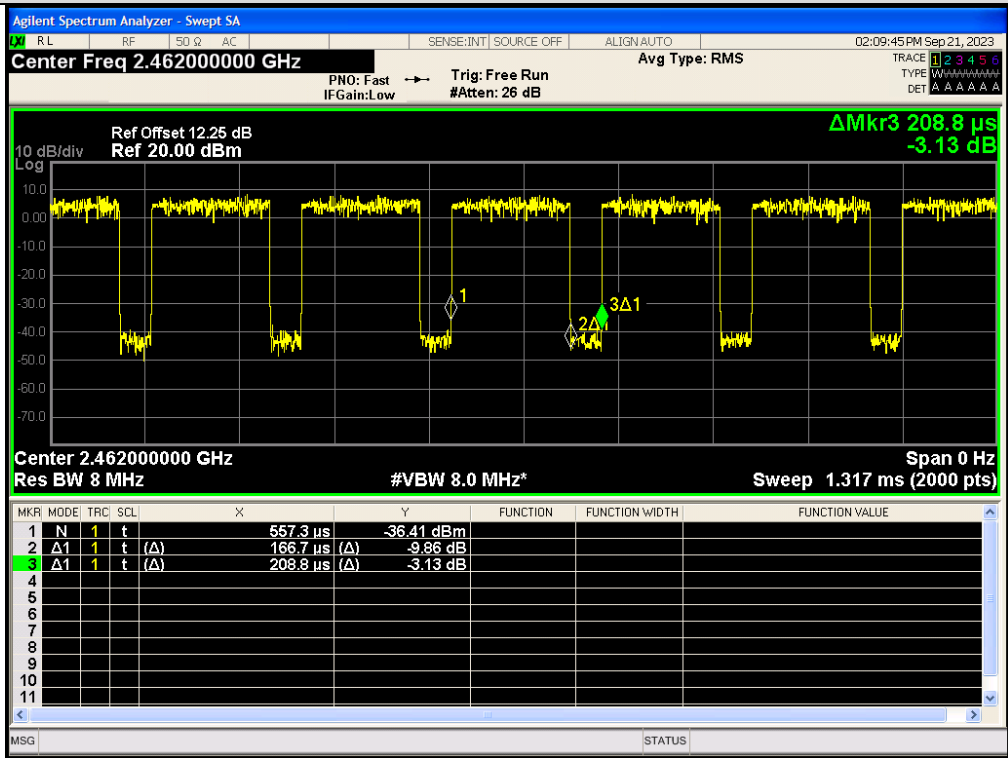 Agilent Spectrum Analyzer - Swept SA
LXI RL RF 50 Ω AC SENSE:INT SOURCE OFF ALIGN AUTO 02:09:45 PM Sep 21, 2023
Center Freq 2.462000000 GHz Avg Type: RMS TRACE 1 2 3 4 5 6
PNO: Fast Trig: Free Run TYPE WWWWWW
IFGain:Low #Atten: 26 dB DET A A A A A A
ΔMkr3 208.8 µs
Ref Offset 12.25 dB
10 dB/div Ref 20.00 dBm -3.13 dB
Log
10.0
0.00
-10.0
-20.0
-30.0
1
3Δ1
2Δ1
-40.0
-50.0
-60.0
-70.0
Center 2.462000000 GHz Span 0 Hz
Res BW 8 MHz #VBW 8.0 MHz* Sweep 1.317 ms (2000 pts)
MKR MODE TRC SCL X Y FUNCTION FUNCTION WIDTH FUNCTION VALUE
1 N 1 t 557.3 µs -36.41 dBm
2 Δ1 1 t (Δ) 166.7 µs (Δ) -9.86 dB
3 Δ1 1 t (Δ) 208.8 µs (Δ) -3.13 dB
4
5
6
7
8
9
10
11
MSG STATUS